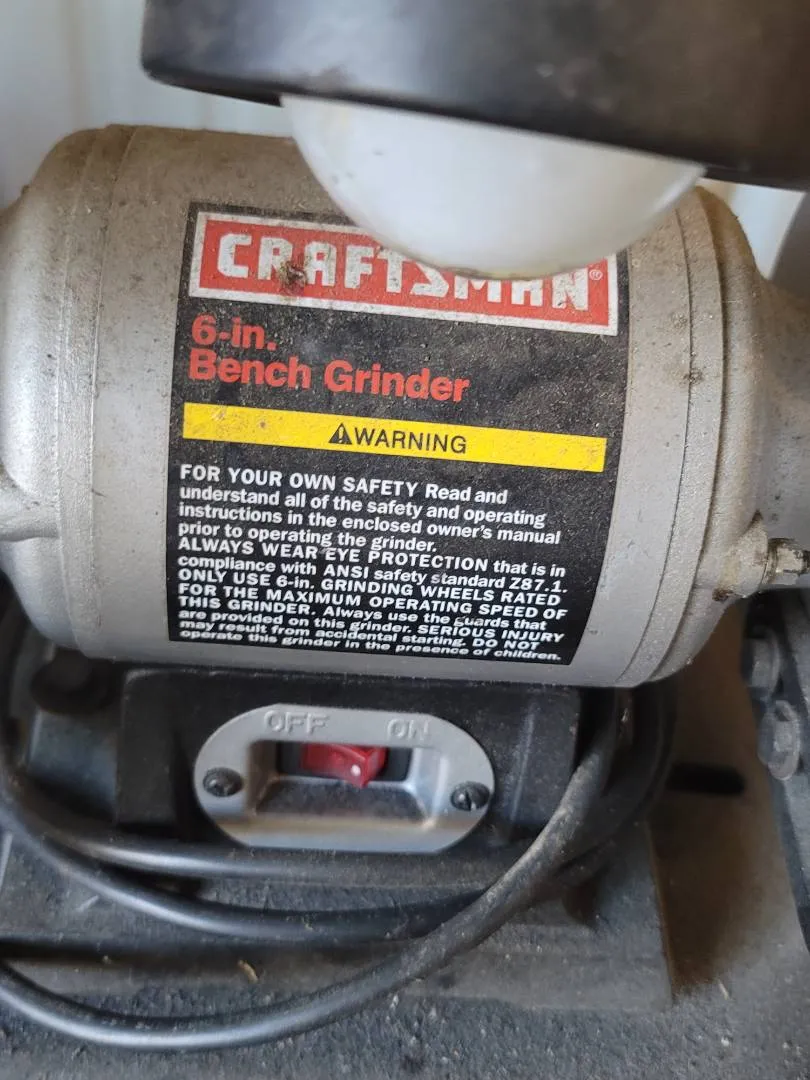 CRAFTSMAN®
6-in.
Bench Grinder
⚠WARNING
FOR YOUR OWN SAFETY Read and
understand all of the safety and operating
instructions in the enclosed owner's manual
prior to operating the grinder.
ALWAYS WEAR EYE PROTECTION that is in
compliance with ANSI safety standard Z87.1.
ONLY USE 6-in. GRINDING WHEELS RATED
FOR THE MAXIMUM OPERATING SPEED OF
THIS GRINDER. Always use the guards that
are provided on this grinder. SERIOUS INJURY
may result from accidental starting. DO NOT
operate this grinder in the presence of children.
OFF ON